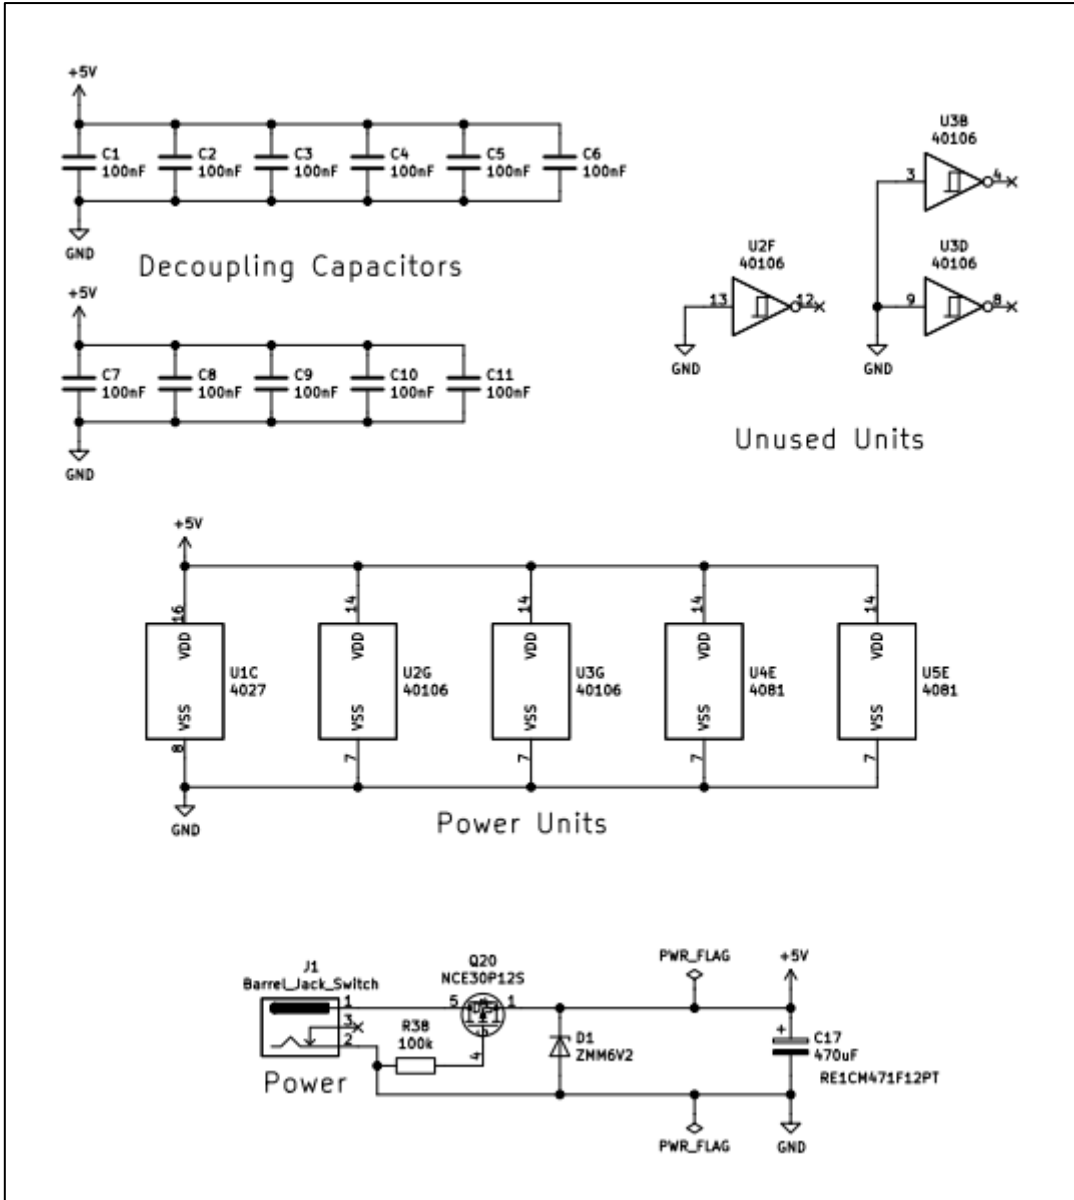 +5V
C1
100nF
C2
100nF
C3
100nF
C4
100nF
C5
100nF
C6
100nF
GND
Decoupling Capacitors
+5V
C7
100nF
C8
100nF
C9
100nF
C10
100nF
C11
100nF
GND
U3B
40106
3
4
U2F
40106
13
12
GND
U3D
40106
9
8
GND
Unused Units
+5V
16
VDD
VSS
8
U1C
4027
14
VDD
VSS
7
U2G
40106
14
VDD
VSS
7
U3G
40106
14
VDD
VSS
7
U4E
4081
14
VDD
VSS
7
U5E
4081
GND
Power Units
J1
Barrel_Jack_Switch
1
3
2
Power
R38
100k
Q20
NCE30P12S
5
1
G
4
D1
ZMM6V2
PWR_FLAG
+5V
+
C17
470uF
RE1CM471F12PT
PWR_FLAG
GND